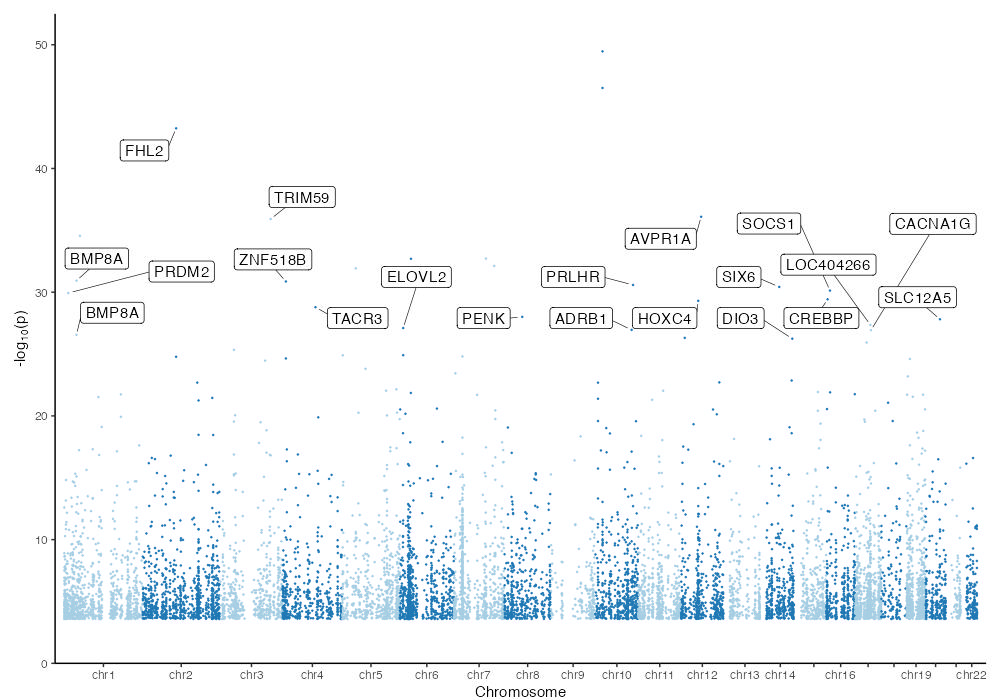 50
FHL2
40
TRIM59
AVPR1A
SOCS1
CACNA1G
BMP8A
PRDM2
ZNF518B
ELOVL2
PRLHR
SIX6
LOC404266
30
SLC12A5
BMP8A
TACR3
PENK
ADRB1
HOXC4
DIO3
CREBBP
20
10
0
-log10(p)
chr1 chr2 chr3 chr4 chr5 chr6 chr7 chr8 chr9 chr10 chr11 chr12 chr13 chr14 chr16 chr19 chr22
Chromosome